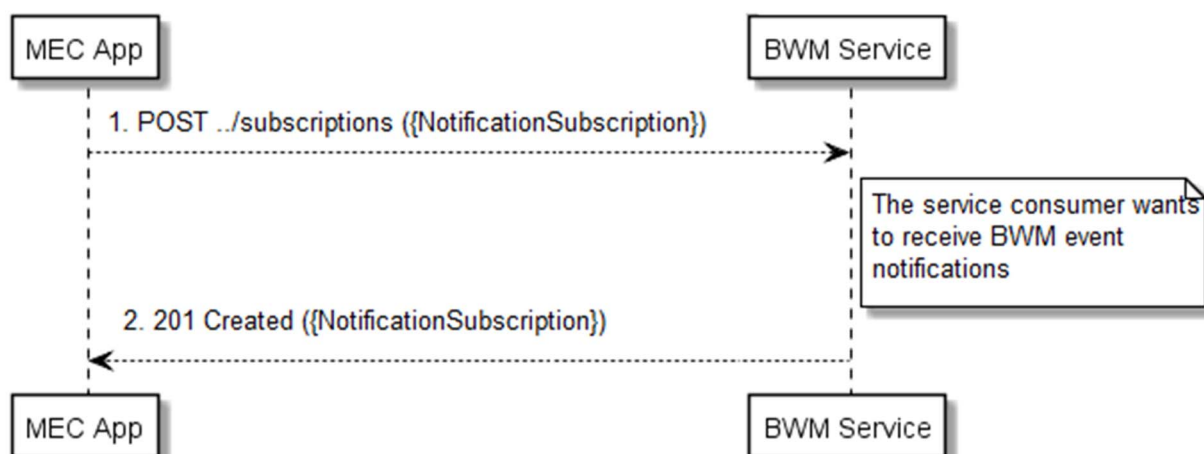 MEC App
BWM Service
1. POST ../subscriptions ({NotificationSubscription})
The service consumer wants
to receive BWM event
notifications
2. 201 Created ({NotificationSubscription})
MEC App
BWM Service